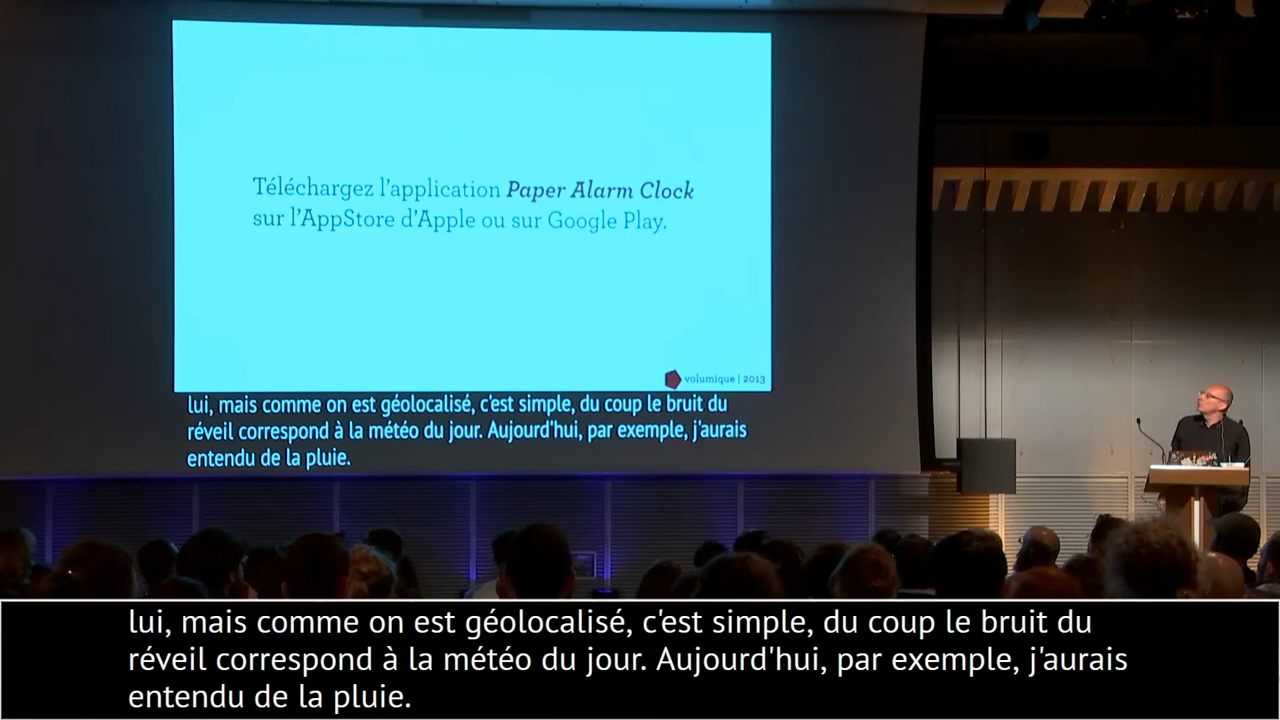 Téléchargez l'application Paper Alarm Clock
sur l'AppStore d'Apple ou sur Google Play.
volumique | 2013
lui, mais comme on est géolocalisé, c'est simple, du coup le bruit du
réveil correspond à la météo du jour. Aujourd'hui, par exemple, j'aurais
entendu de la pluie.
lui, mais comme on est géolocalisé, c'est simple, du coup le bruit du
réveil correspond à la météo du jour. Aujourd'hui, par exemple, j'aurais
entendu de la pluie.